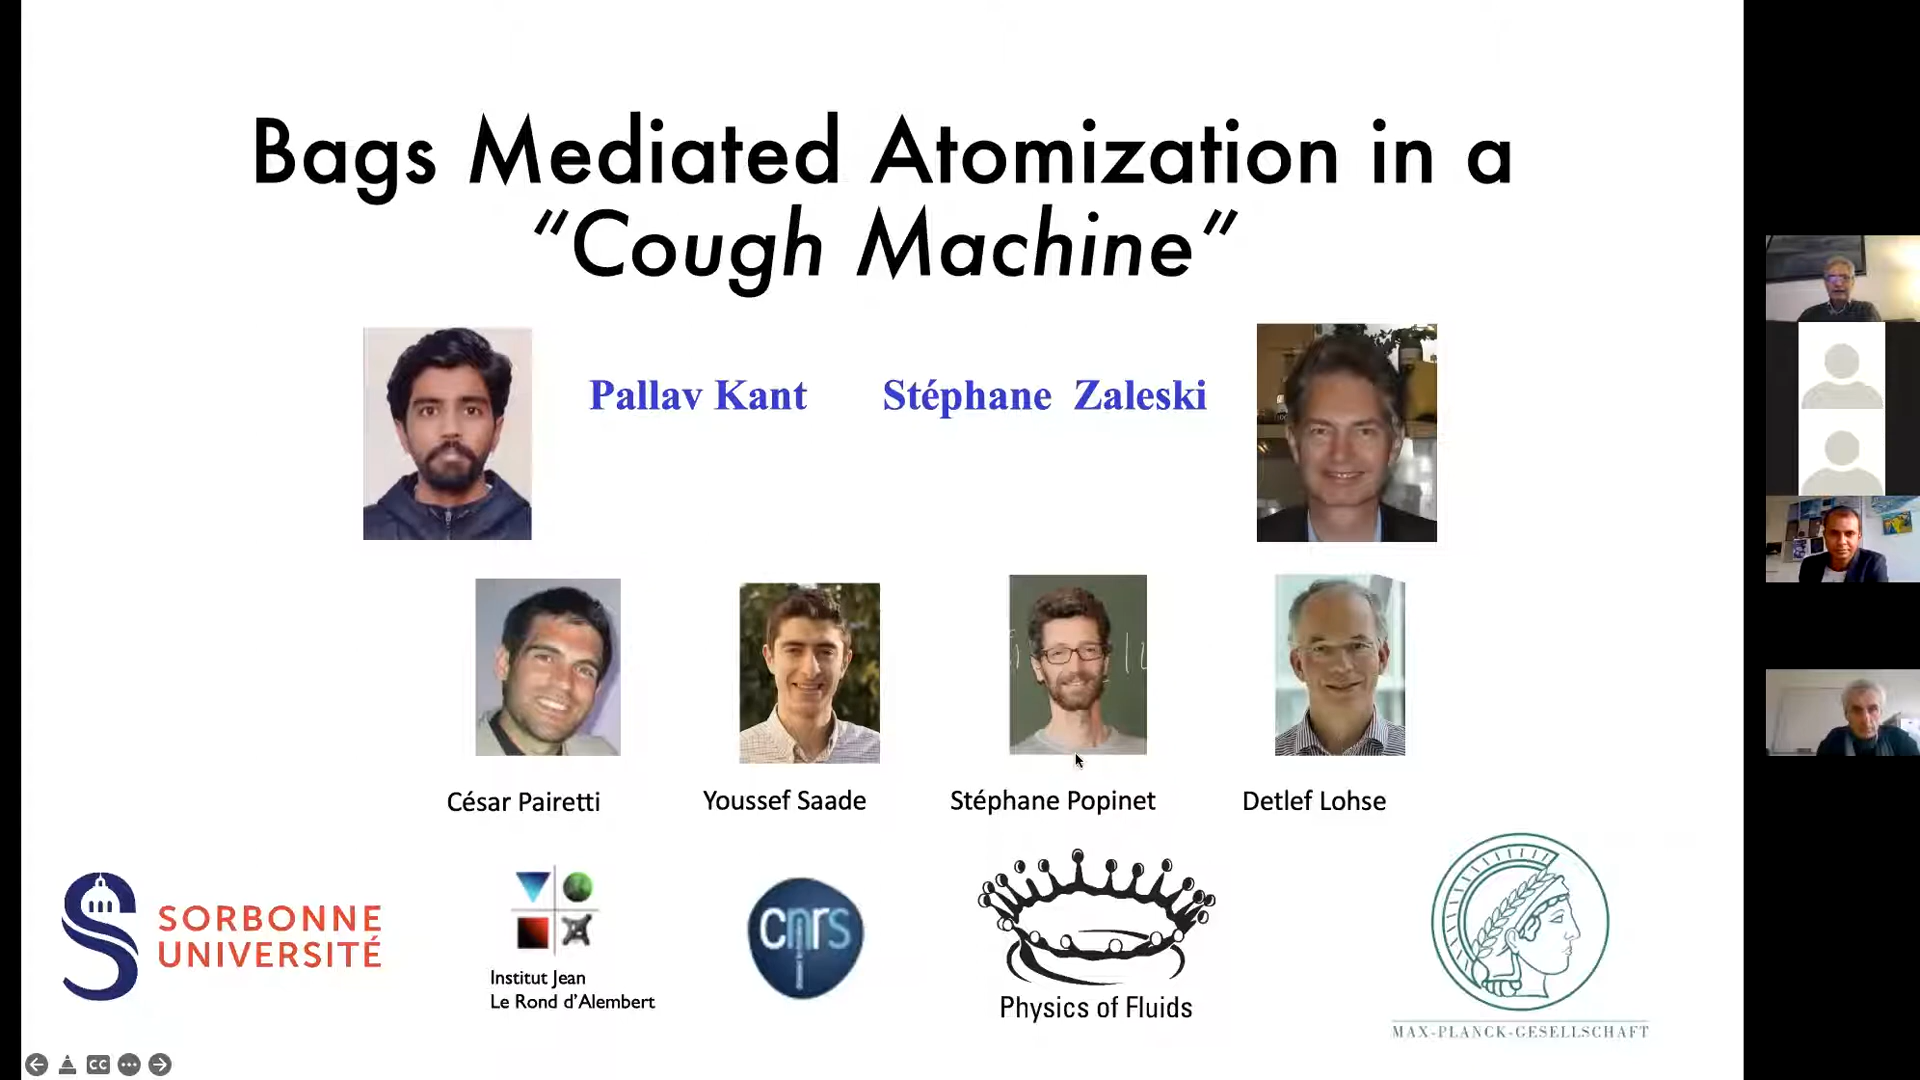 Bags Mediated Atomization in a
“Cough Machine”
Pallav Kant
Stéphane Zaleski
César Pairetti
Youssef Saade
Stéphane Popinet
Detlef Lohse
SORBONNE
UNIVERSITÉ
Institut Jean
Le Rond d’Alembert
cnrs
Physics of Fluids
MAX-PLANCK-GESELLSCHAFT
CC